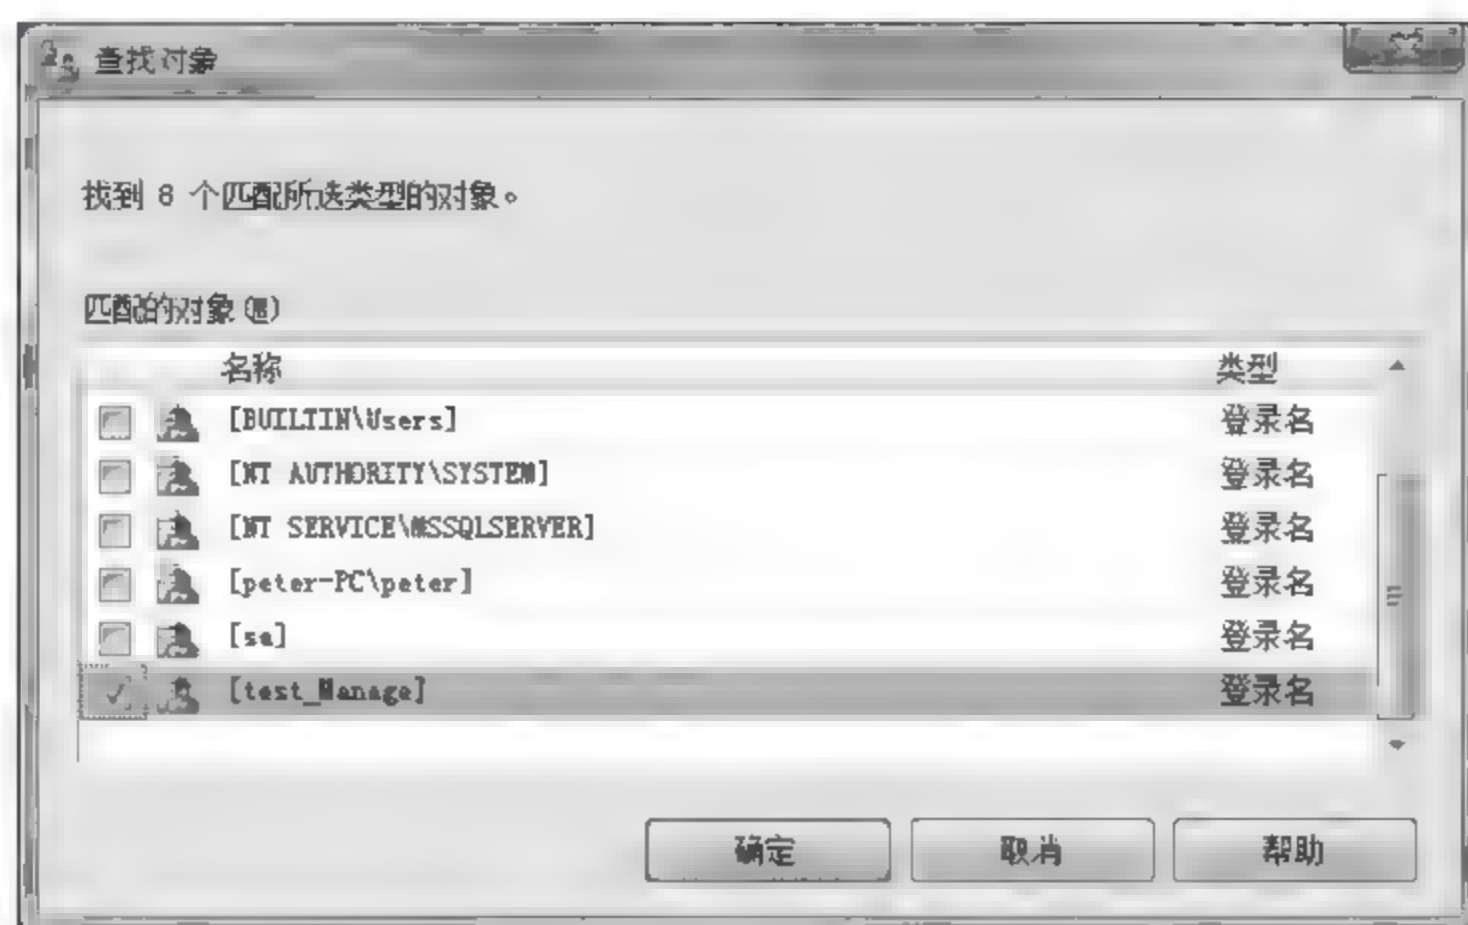 查找对象
找到 8 个匹配所选类型的对象。
匹配的对象(M)
名称 类型
[BUILTIN\Users] 登录名
[NT AUTHORITY\SYSTEM] 登录名
[NT SERVICE\MSSQLSERVER] 登录名
[peter-PC\peter] 登录名
[sa] 登录名
[test_Manage] 登录名
确定 取消 帮助